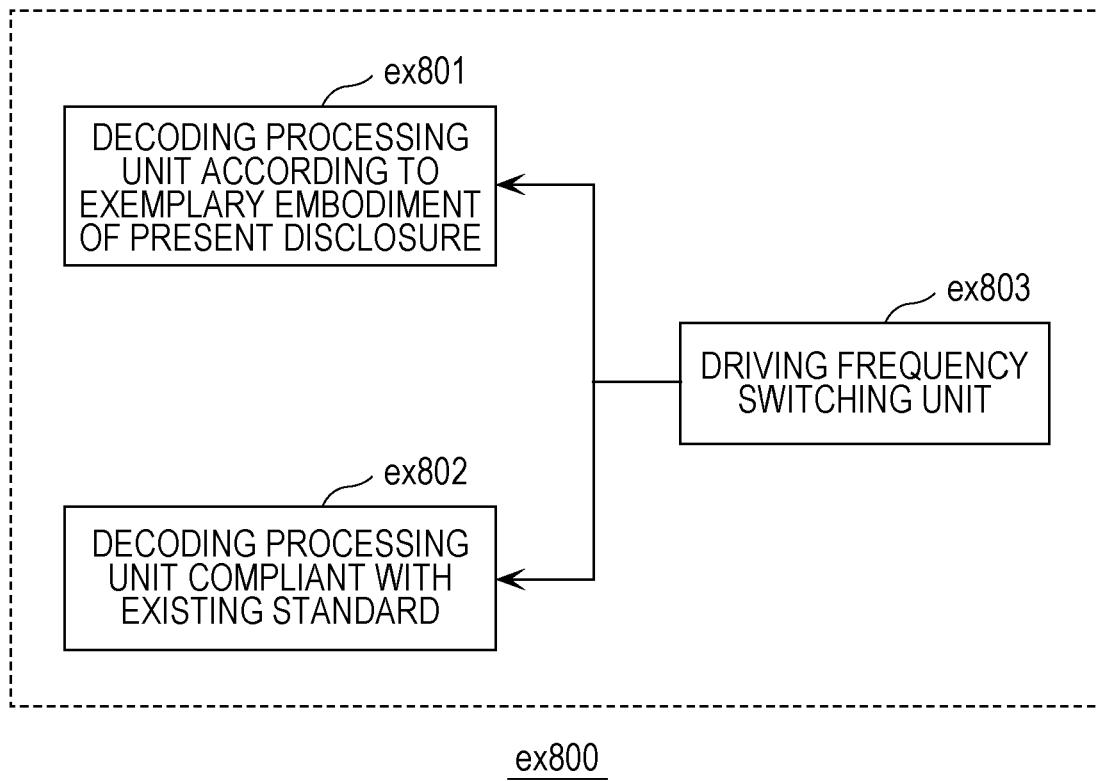 ex801
DECODING PROCESSING
UNIT ACCORDING TO
EXEMPLARY EMBODIMENT
OF PRESENT DISCLOSURE
ex803
DRIVING FREQUENCY
SWITCHING UNIT
ex802
DECODING PROCESSING
UNIT COMPLIANT WITH
EXISTING STANDARD
ex800